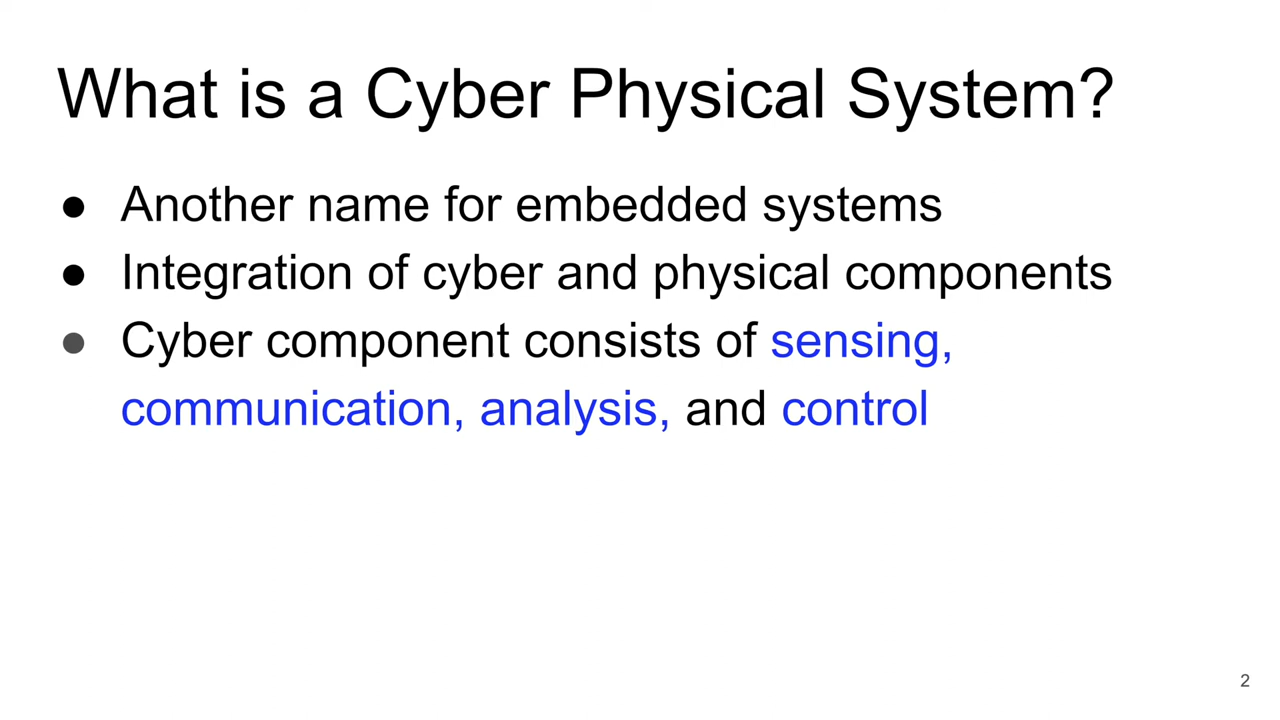 What is a Cyber Physical System?
● Another name for embedded systems
● Integration of cyber and physical components
● Cyber component consists of sensing,
communication, analysis, and control
2